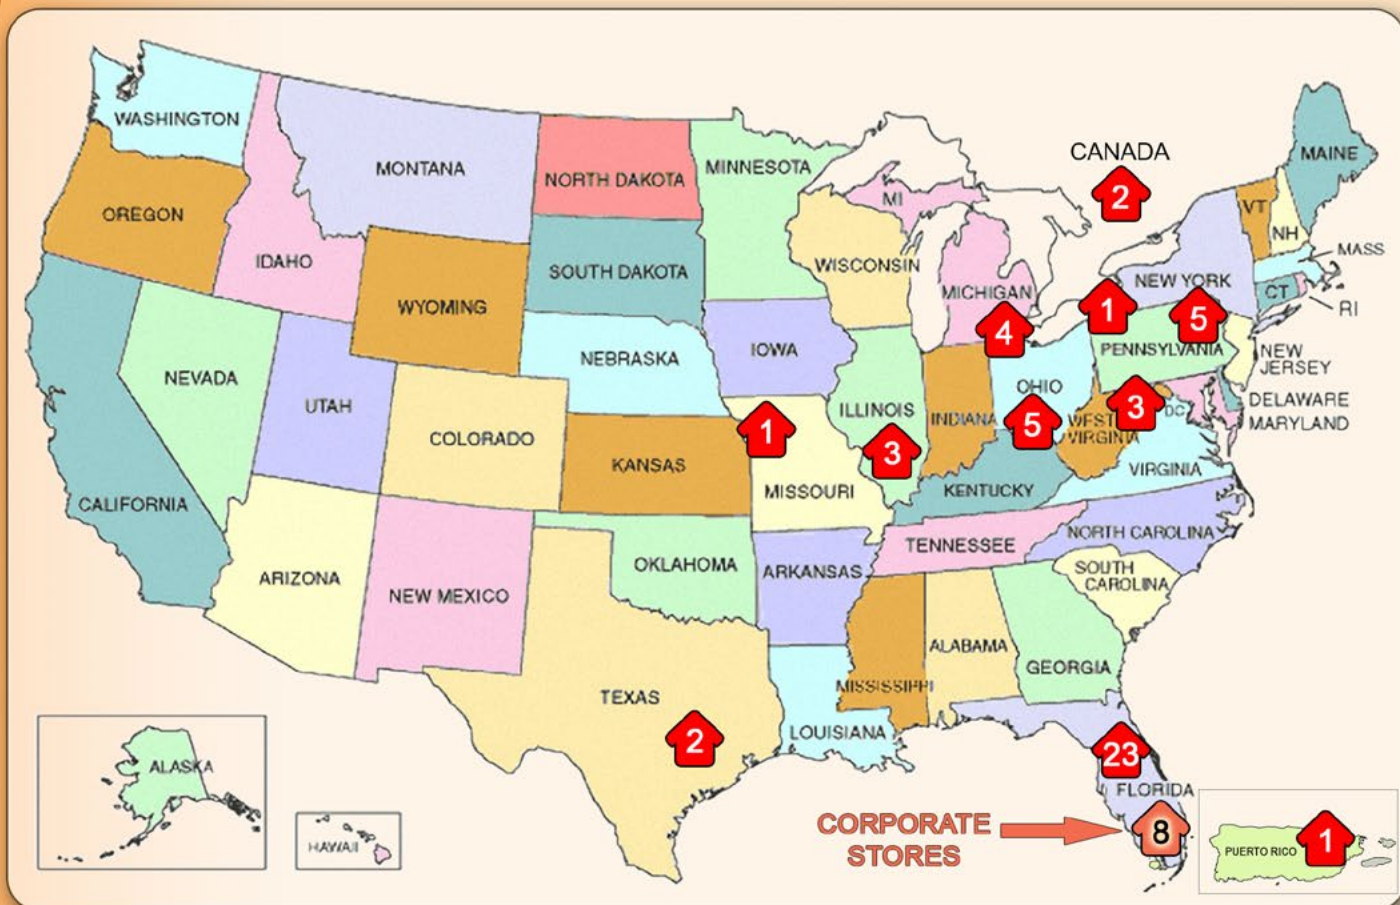 WASHINGTON
MONTANA
NORTH DAKOTA
MINNESOTA
CANADA
2
MAINE
OREGON
IDAHO
WYOMING
SOUTH DAKOTA
WISCONSIN
MI
MICHIGAN
4
VT
NH
MASS
NEW YORK
CT
RI
1
5
PENNSYLVANIA
NEW
JERSEY
NEVADA
UTAH
COLORADO
NEBRASKA
IOWA
ILLINOIS
3
INDIANA
OHIO
5
WEST
VIRGINIA
3
DC
DELAWARE
MARYLAND
CALIFORNIA
KANSAS
1
MISSOURI
KENTUCKY
VIRGINIA
ARIZONA
NEW MEXICO
OKLAHOMA
ARKANSAS
TENNESSEE
NORTH CAROLINA
SOUTH
CAROLINA
TEXAS
2
LOUISIANA
MISSISSIPPI
ALABAMA
GEORGIA
23
FLORIDA
ALASKA
HAWAII
CORPORATE
STORES
8
PUERTO RICO
1